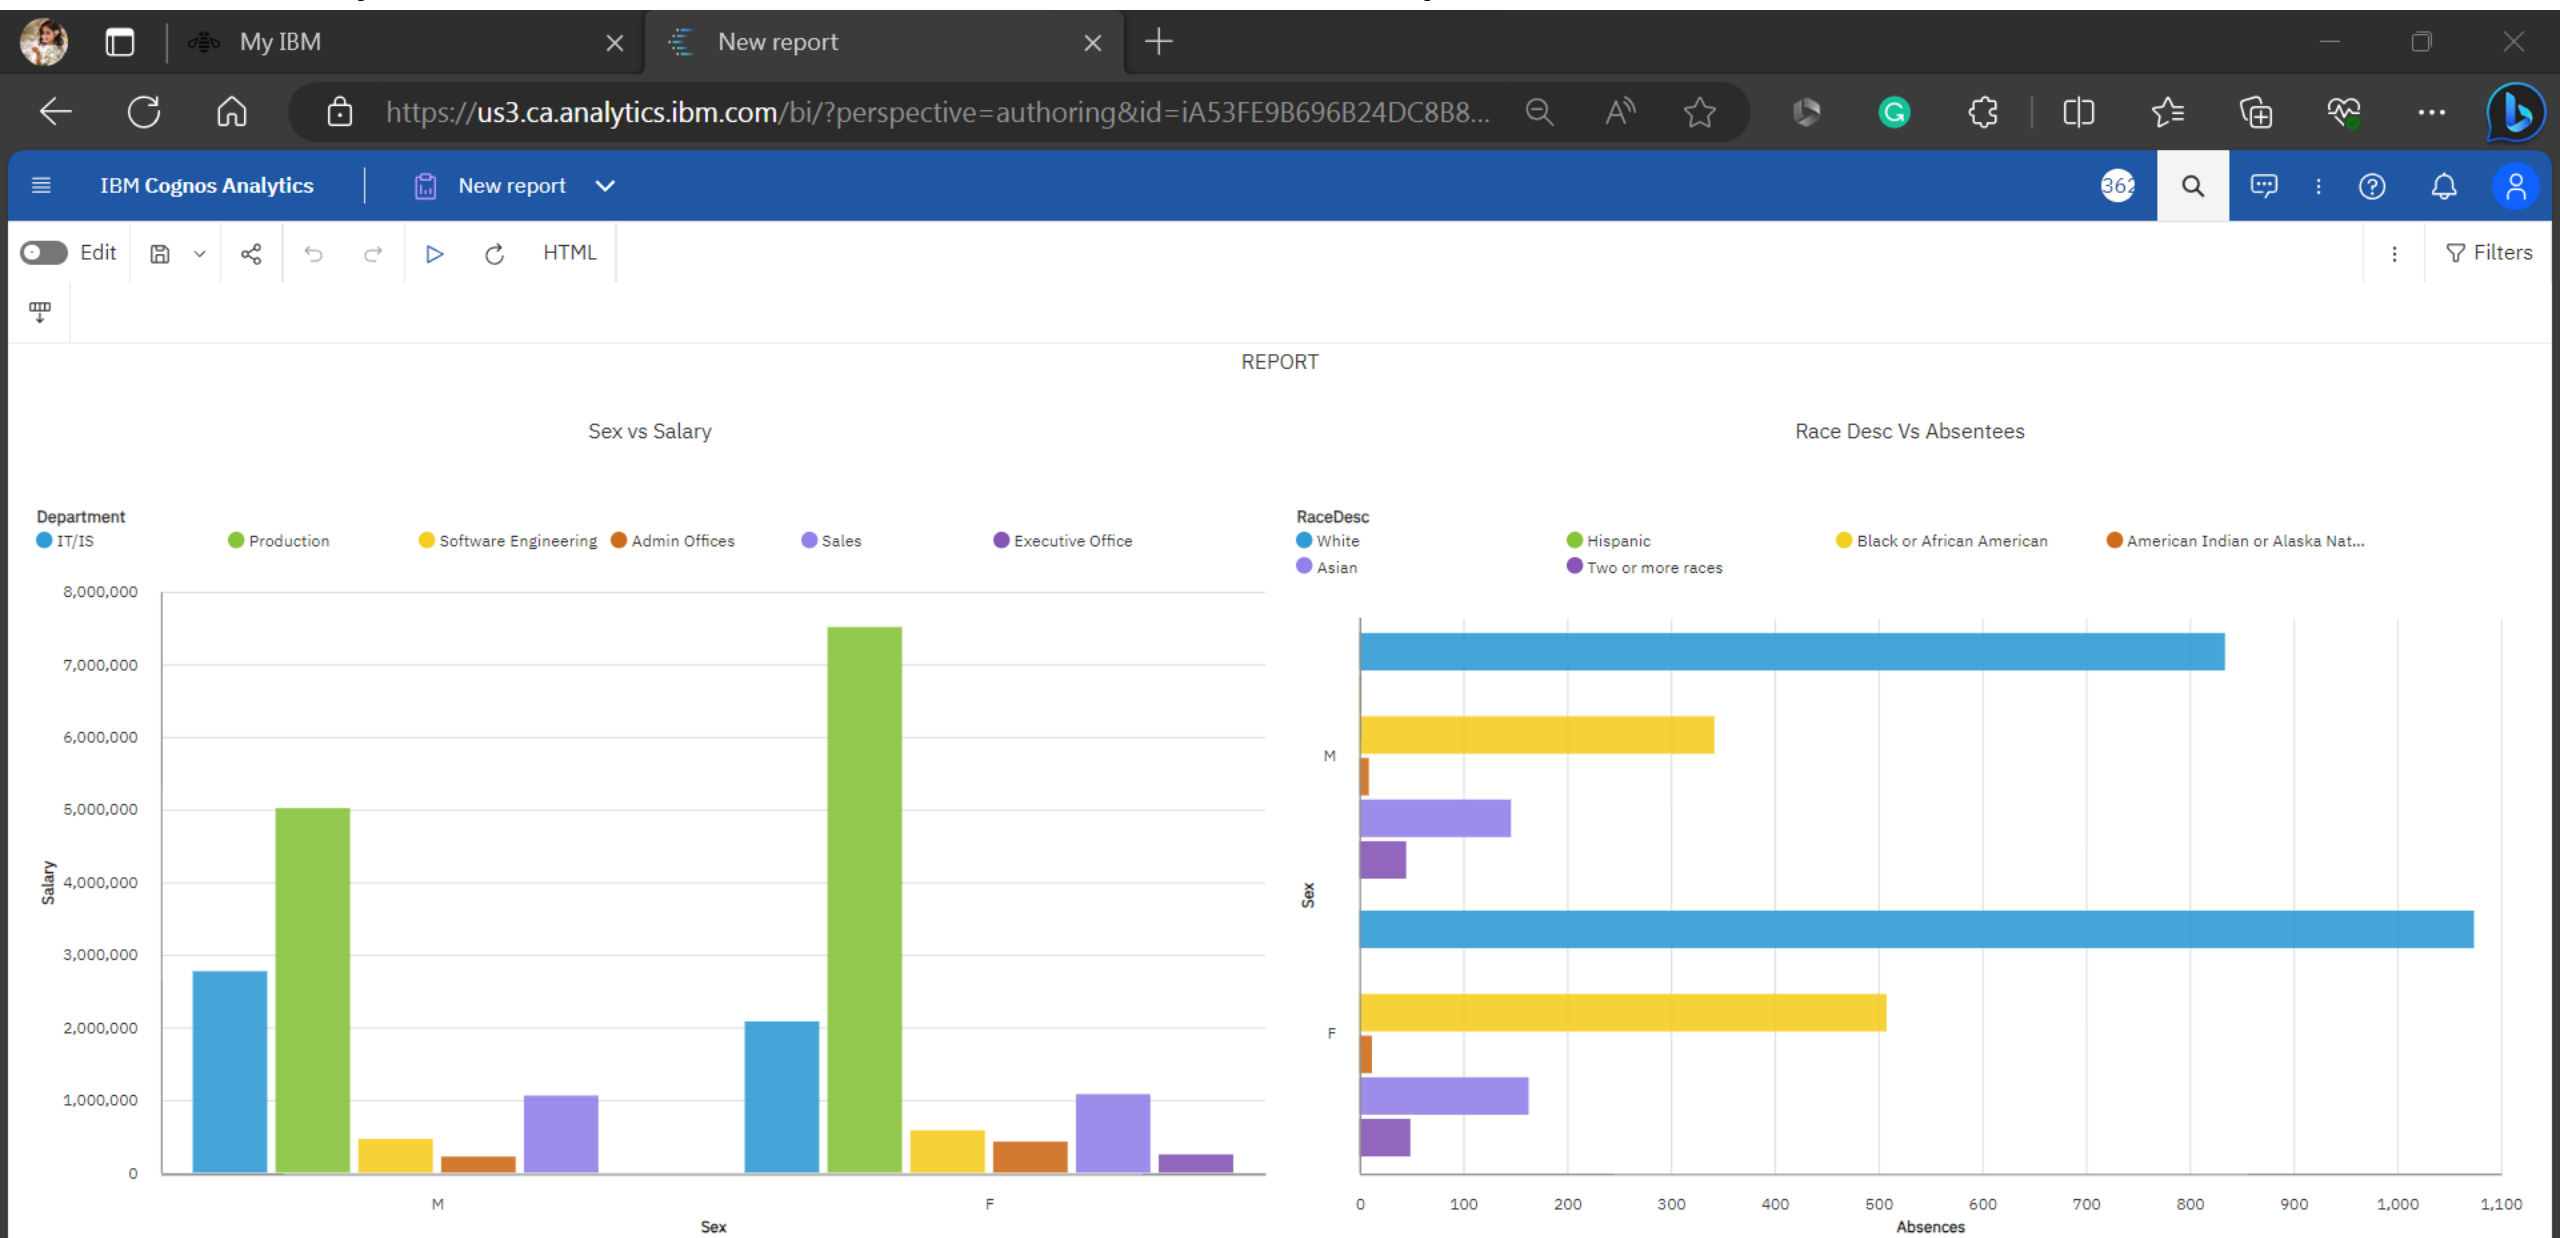 My IBM
New report
https://us3.ca.analytics.ibm.com/bi/?perspective=authoring&id=iA53FE9B696B24DC8B8...
IBM Cognos Analytics
New report
362
Edit
HTML
Filters
REPORT
Sex vs Salary
Department
IT/IS
Production
Software Engineering
Admin Offices
Sales
Executive Office
8,000,000
7,000,000
6,000,000
5,000,000
4,000,000
3,000,000
2,000,000
1,000,000
0
Salary
M
F
Sex
Race Desc Vs Absentees
RaceDesc
White
Hispanic
Black or African American
American Indian or Alaska Nat...
Asian
Two or more races
M
F
Sex
0
100
200
300
400
500
600
700
800
900
1,000
1,100
Absences